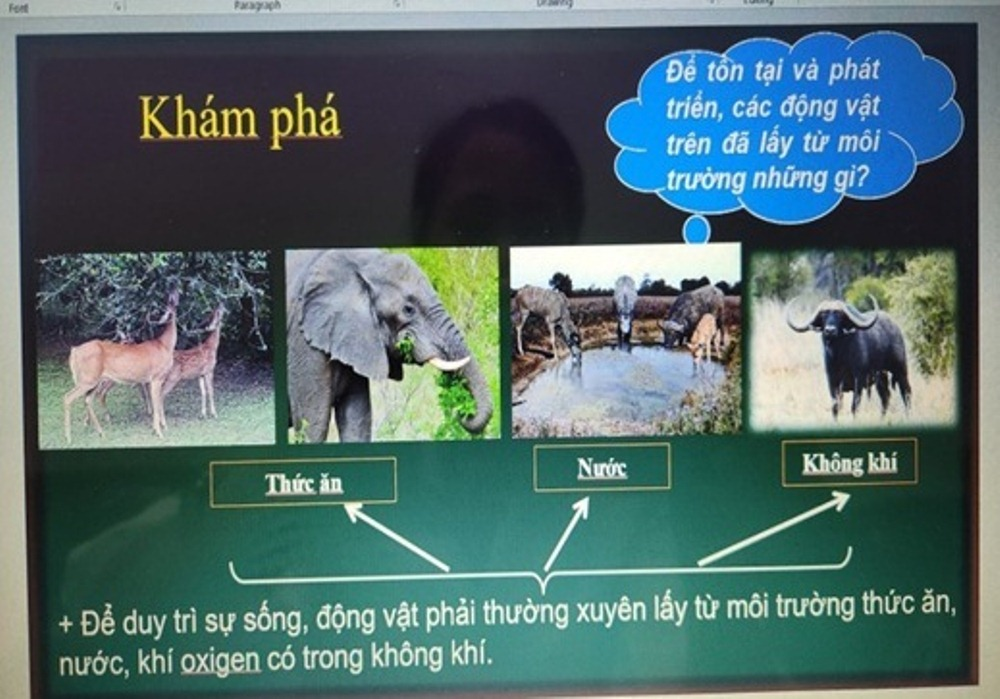 Font
Paragraph
Drawing
Editing
Khám phá
Để tồn tại và phát
triển, các động vật
trên đã lấy từ môi
trường những gì?
Thức ăn
Nước
Không khí
+ Để duy trì sự sống, động vật phải thường xuyên lấy từ môi trường thức ăn,
nước, khí oxigen có trong không khí.